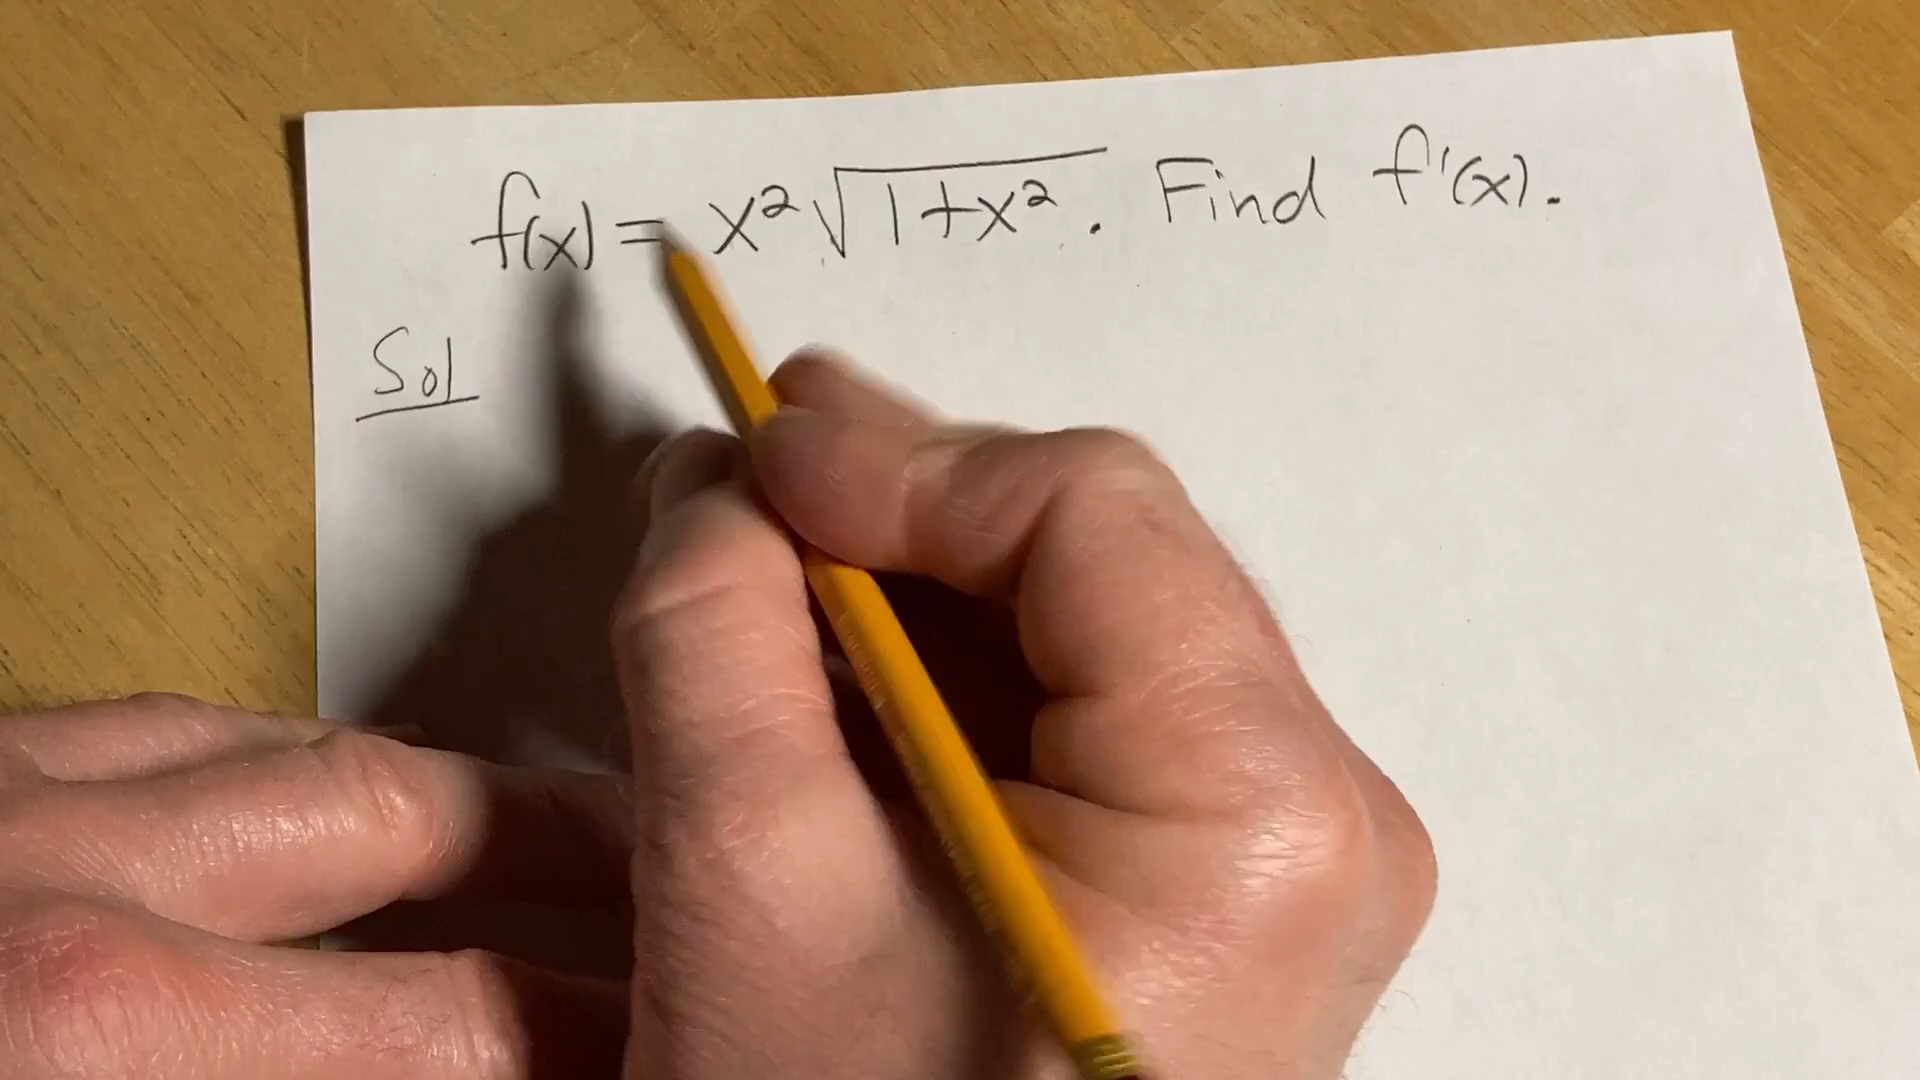 f(x) = x²√(1+x²). Find f'(x).
Sol